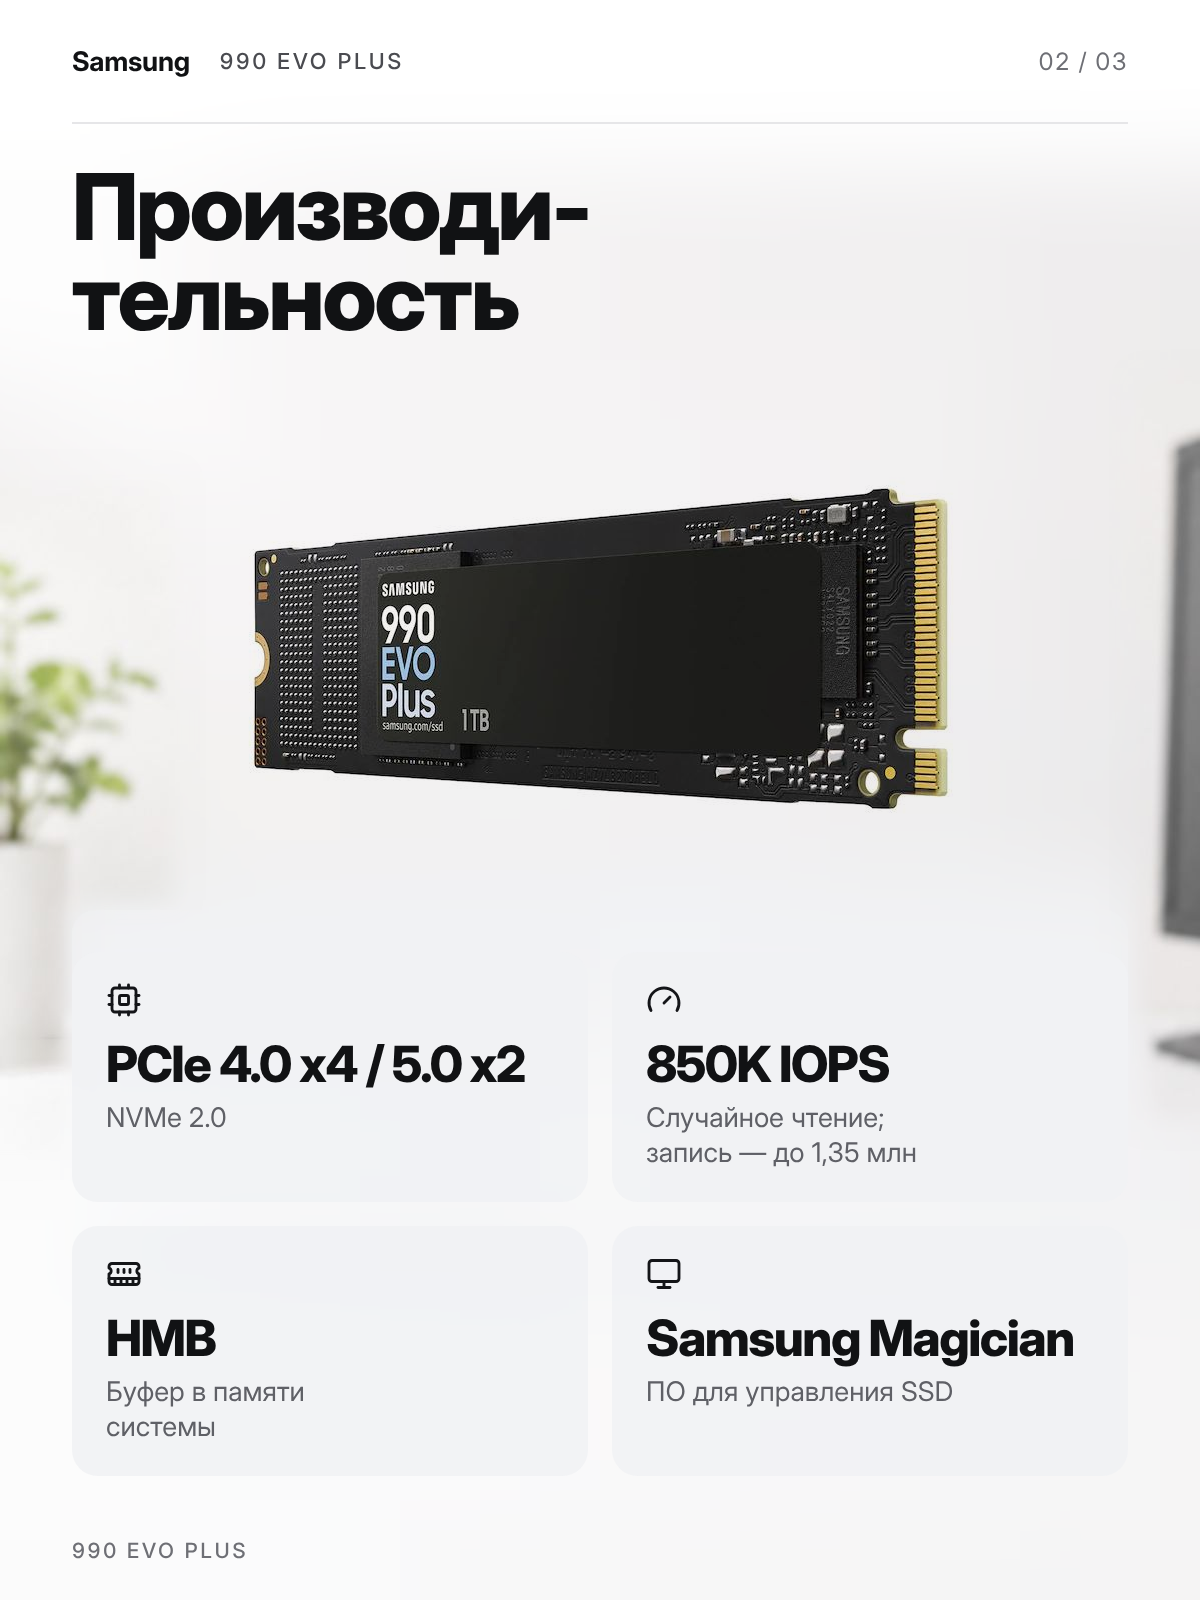 Samsung 990 EVO PLUS 02 / 03
Производи-
тельность
SAMSUNG
990
EVO
Plus
samsung.com/ssd 1TB
SAMSUNG
PCIe 4.0 x4 / 5.0 x2
NVMe 2.0
850K IOPS
Случайное чтение;
запись — до 1,35 млн
HMB
Буфер в памяти
системы
Samsung Magician
ПО для управления SSD
990 EVO PLUS